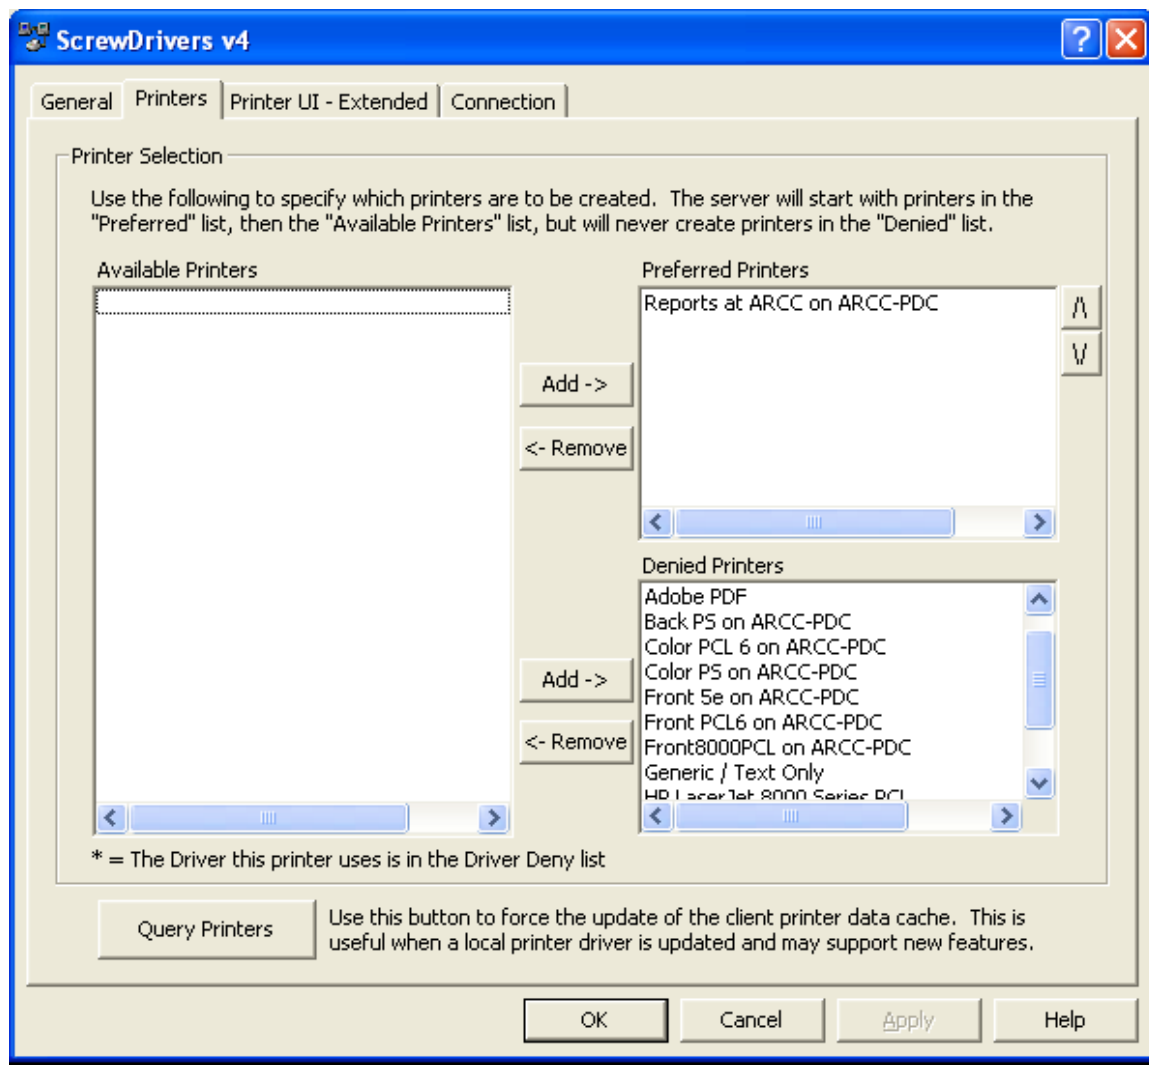 ScrewDrivers v4
General
Printers
Printer UI - Extended
Connection
Printer Selection
Use the following to specify which printers are to be created. The server will start with printers in the
"Preferred" list, then the "Available Printers" list, but will never create printers in the "Denied" list.
Available Printers
Preferred Printers
Reports at ARCC on ARCC-PDC
/\
\/
Add ->
<- Remove
Denied Printers
Adobe PDF
Back PS on ARCC-PDC
Color PCL 6 on ARCC-PDC
Color PS on ARCC-PDC
Front 5e on ARCC-PDC
Front PCL6 on ARCC-PDC
Front8000PCL on ARCC-PDC
Generic / Text Only
HP LaserJet 8000 Series PCL
Add ->
<- Remove
* = The Driver this printer uses is in the Driver Deny list
Query Printers
Use this button to force the update of the client printer data cache. This is
useful when a local printer driver is updated and may support new features.
OK
Cancel
Apply
Help